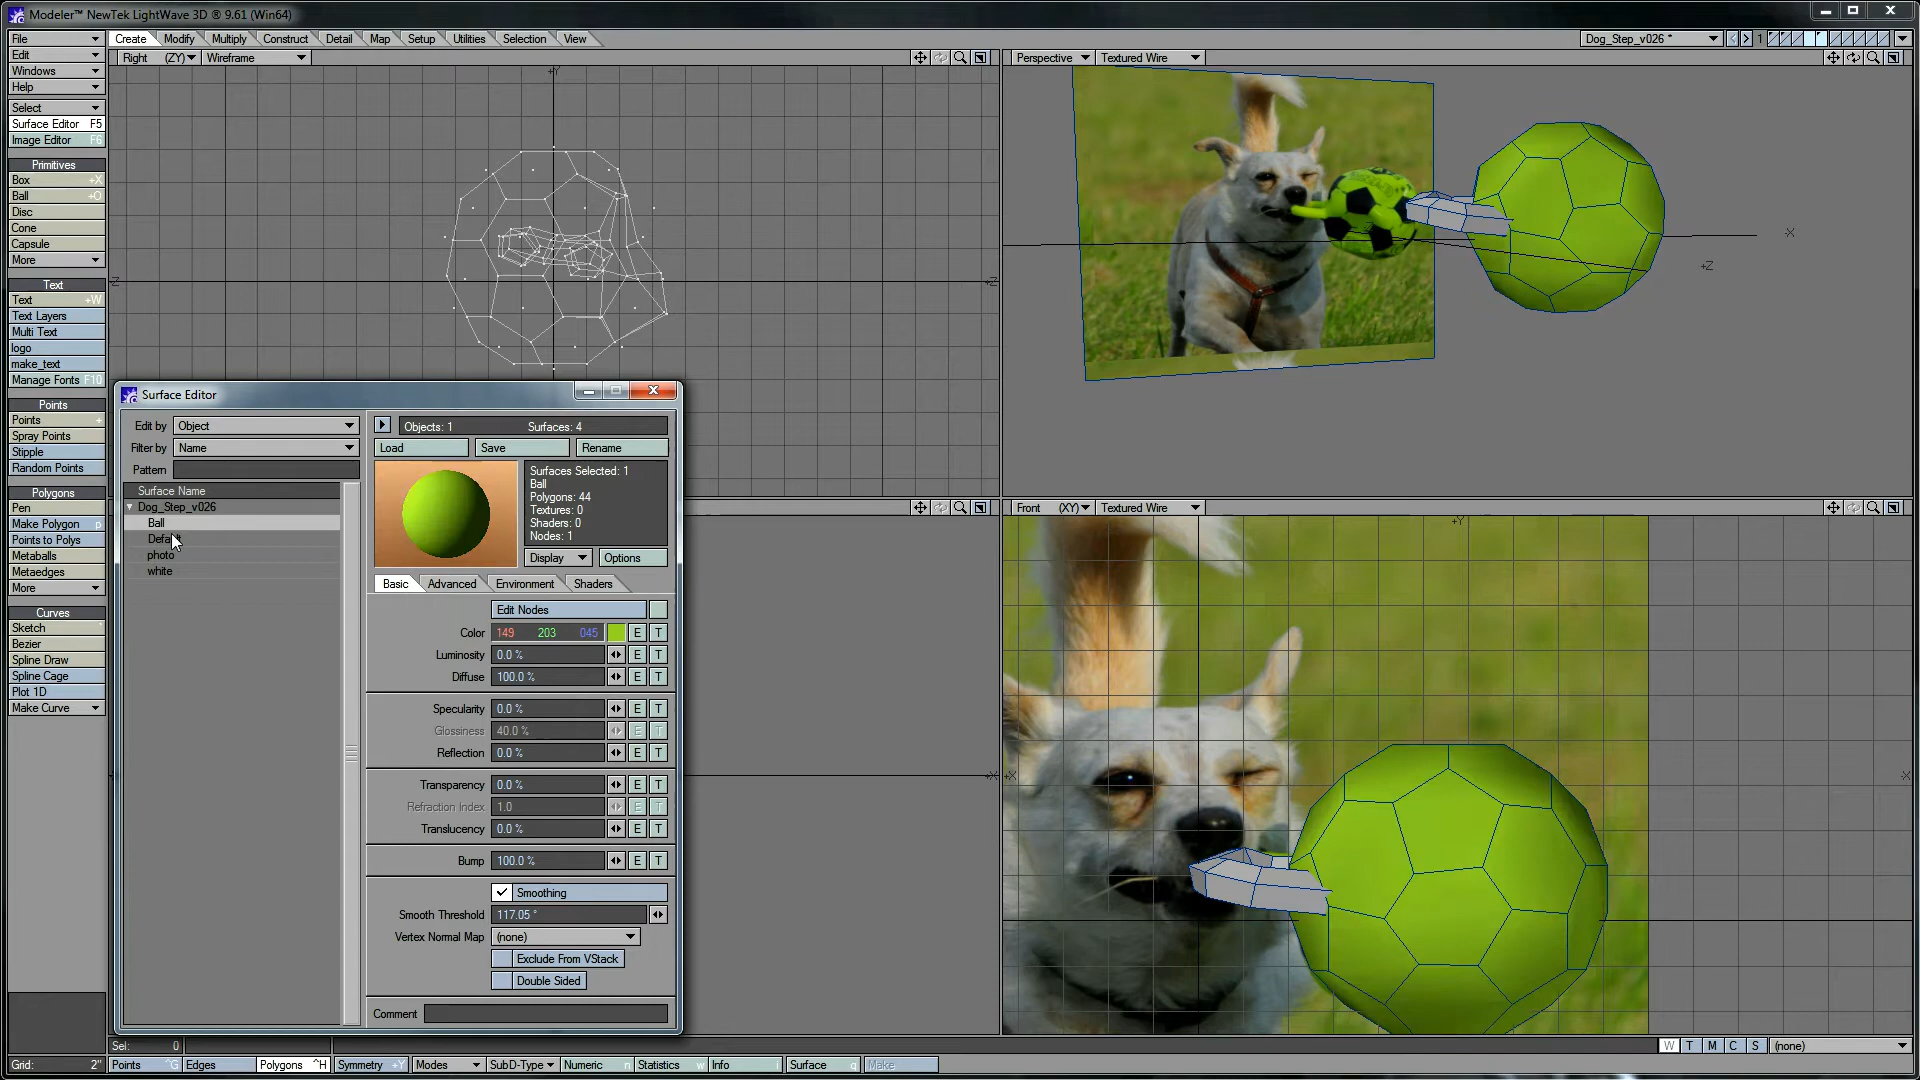 Modeler™ NewTek LightWave 3D ® 9.61 (Win64)
File
Edit
Windows
Help
Create Modify Multiply Construct Detail Map Setup Utilities Selection View
Dog_Step_v026 * 1
Right (ZY) Wireframe
Perspective Textured Wire
Select
Surface Editor F5
Image Editor F6
Primitives
Box +X
Ball +O
Disc
Cone
Capsule
More
Text
Text +W
Text Layers
Multi Text
logo
make_text
Manage Fonts F10
Points
Points +
Spray Points
Stipple
Random Points
Polygons
Pen
Make Polygon p
Points to Polys
Metaballs
Metaedges
More
Curves
Sketch
Bezier
Spline Draw
Spline Cage
Plot 1D
Make Curve
+Y
-Z
-X
-Z
Surface Editor
Edit by Object
Filter by Name
Pattern
Surface Name
Dog_Step_v026
Ball
photo
white
Objects: 1 Surfaces: 4
Load Save Rename
Surfaces Selected: 1
Ball
Polygons: 44
Textures: 0
Shaders: 0
Nodes: 1
Display Options
Basic Advanced Environment Shaders
Edit Nodes
Color 149 203 045 E T
Luminosity 0.0 % E T
Diffuse 100.0 % E T
Specularity 0.0 % E T
Glossiness 40.0 % E T
Reflection 0.0 % E T
Transparency 0.0 % E T
Refraction Index 1.0 E T
Translucency 0.0 % E T
Bump 100.0 % E T
Smoothing
Smooth Threshold 117.05 °
Vertex Normal Map (none)
Exclude From VStack
Double Sided
Comment
Front (XY) Textured Wire
+Y
Sel: 0
W T M C S (none)
Grid: 2"
Points ^G Edges Polygons ^H Symmetry +Y Modes SubD-Type Numeric n Statistics w Info i Surface q Make